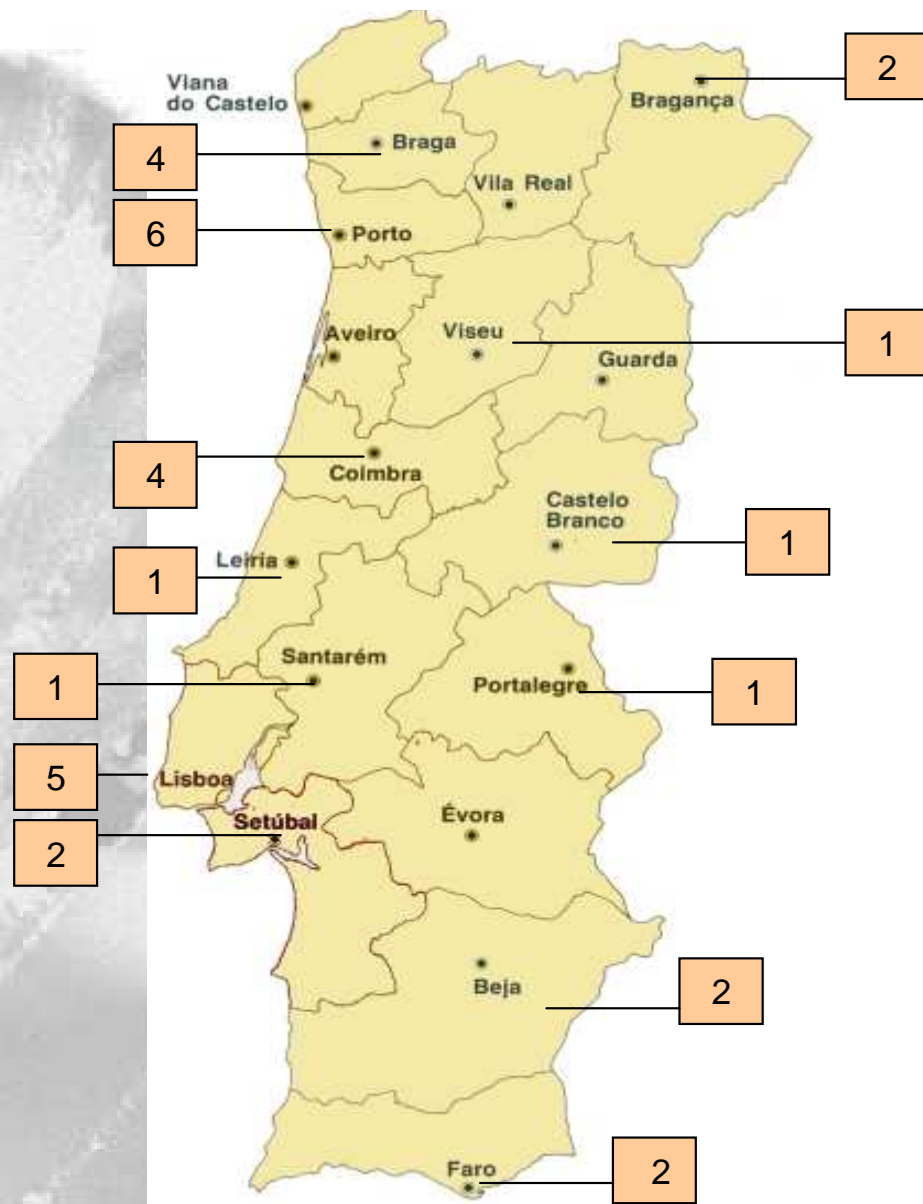 2
Viana
do Castelo
Bragança
4
Braga
Vila Real
6
Porto
Aveiro
Viseu
1
Guarda
4
Coimbra
Castelo
Branco
1
Leiria
1
Santarém
1
Portalegre
1
5
Lisboa
Setúbal
2
Évora
Beja
2
Faro
2